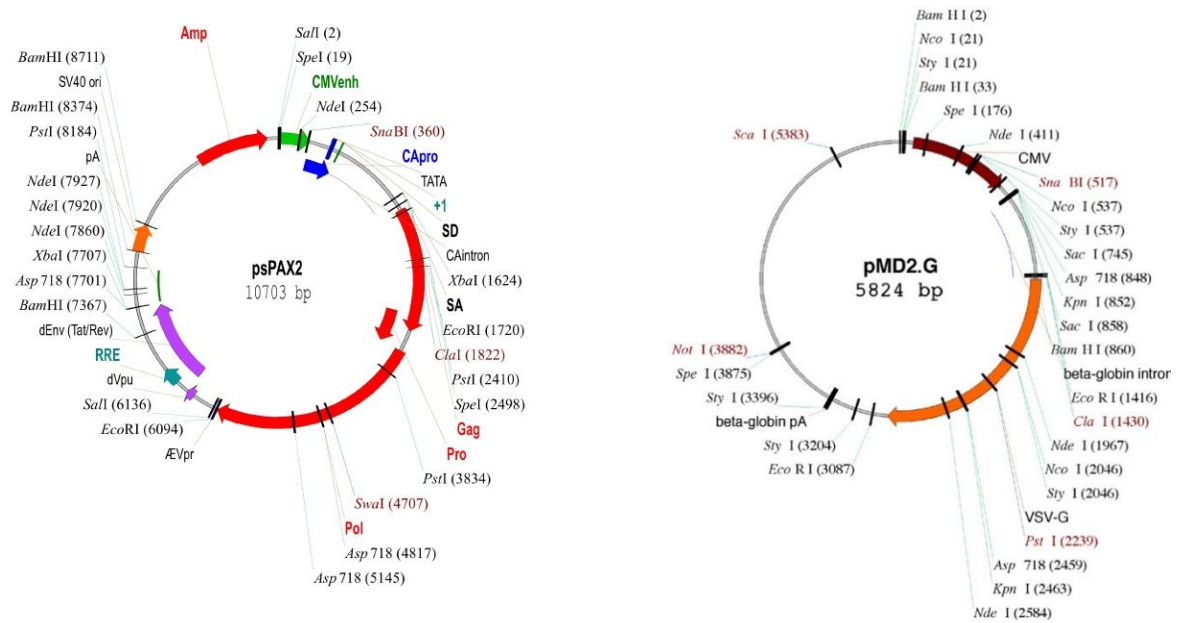 Amp
SalI (2)
SpeI (19)
CMVenh
NdeI (254)
SnaBI (360)
CApro
TATA
+1
SD
CAintron
XbaI (1624)
SA
EcoRI (1720)
ClaI (1822)
PstI (2410)
SpeI (2498)
Gag
Pro
PstI (3834)
SwaI (4707)
Pol
Asp 718 (4817)
Asp 718 (5145)
BamHI (8711)
SV40 ori
BamHI (8374)
PstI (8184)
pA
NdeI (7927)
NdeI (7920)
NdeI (7860)
XbaI (7707)
Asp 718 (7701)
BamHI (7367)
dEnv (Tat/Rev)
RRE
dVpu
SalI (6136)
EcoRI (6094)
ÆVpr
psPAX2
10703 bp
Bam HI (2)
Nco I (21)
Sty I (21)
Bam HI (33)
Spe I (176)
Nde I (411)
CMV
Sna BI (517)
Nco I (537)
Sty I (537)
Sac I (745)
Asp 718 (848)
Kpn I (852)
Sac I (858)
Bam HI (860)
beta-globin intron
Eco RI (1416)
Cla I (1430)
Nde I (1967)
Nco I (2046)
Sty I (2046)
VSV-G
Pst I (2239)
Asp 718 (2459)
Kpn I (2463)
Nde I (2584)
Sca I (5383)
Not I (3882)
Spe I (3875)
Sty I (3396)
beta-globin pA
Sty I (3204)
Eco RI (3087)
pMD2.G
5824 bp